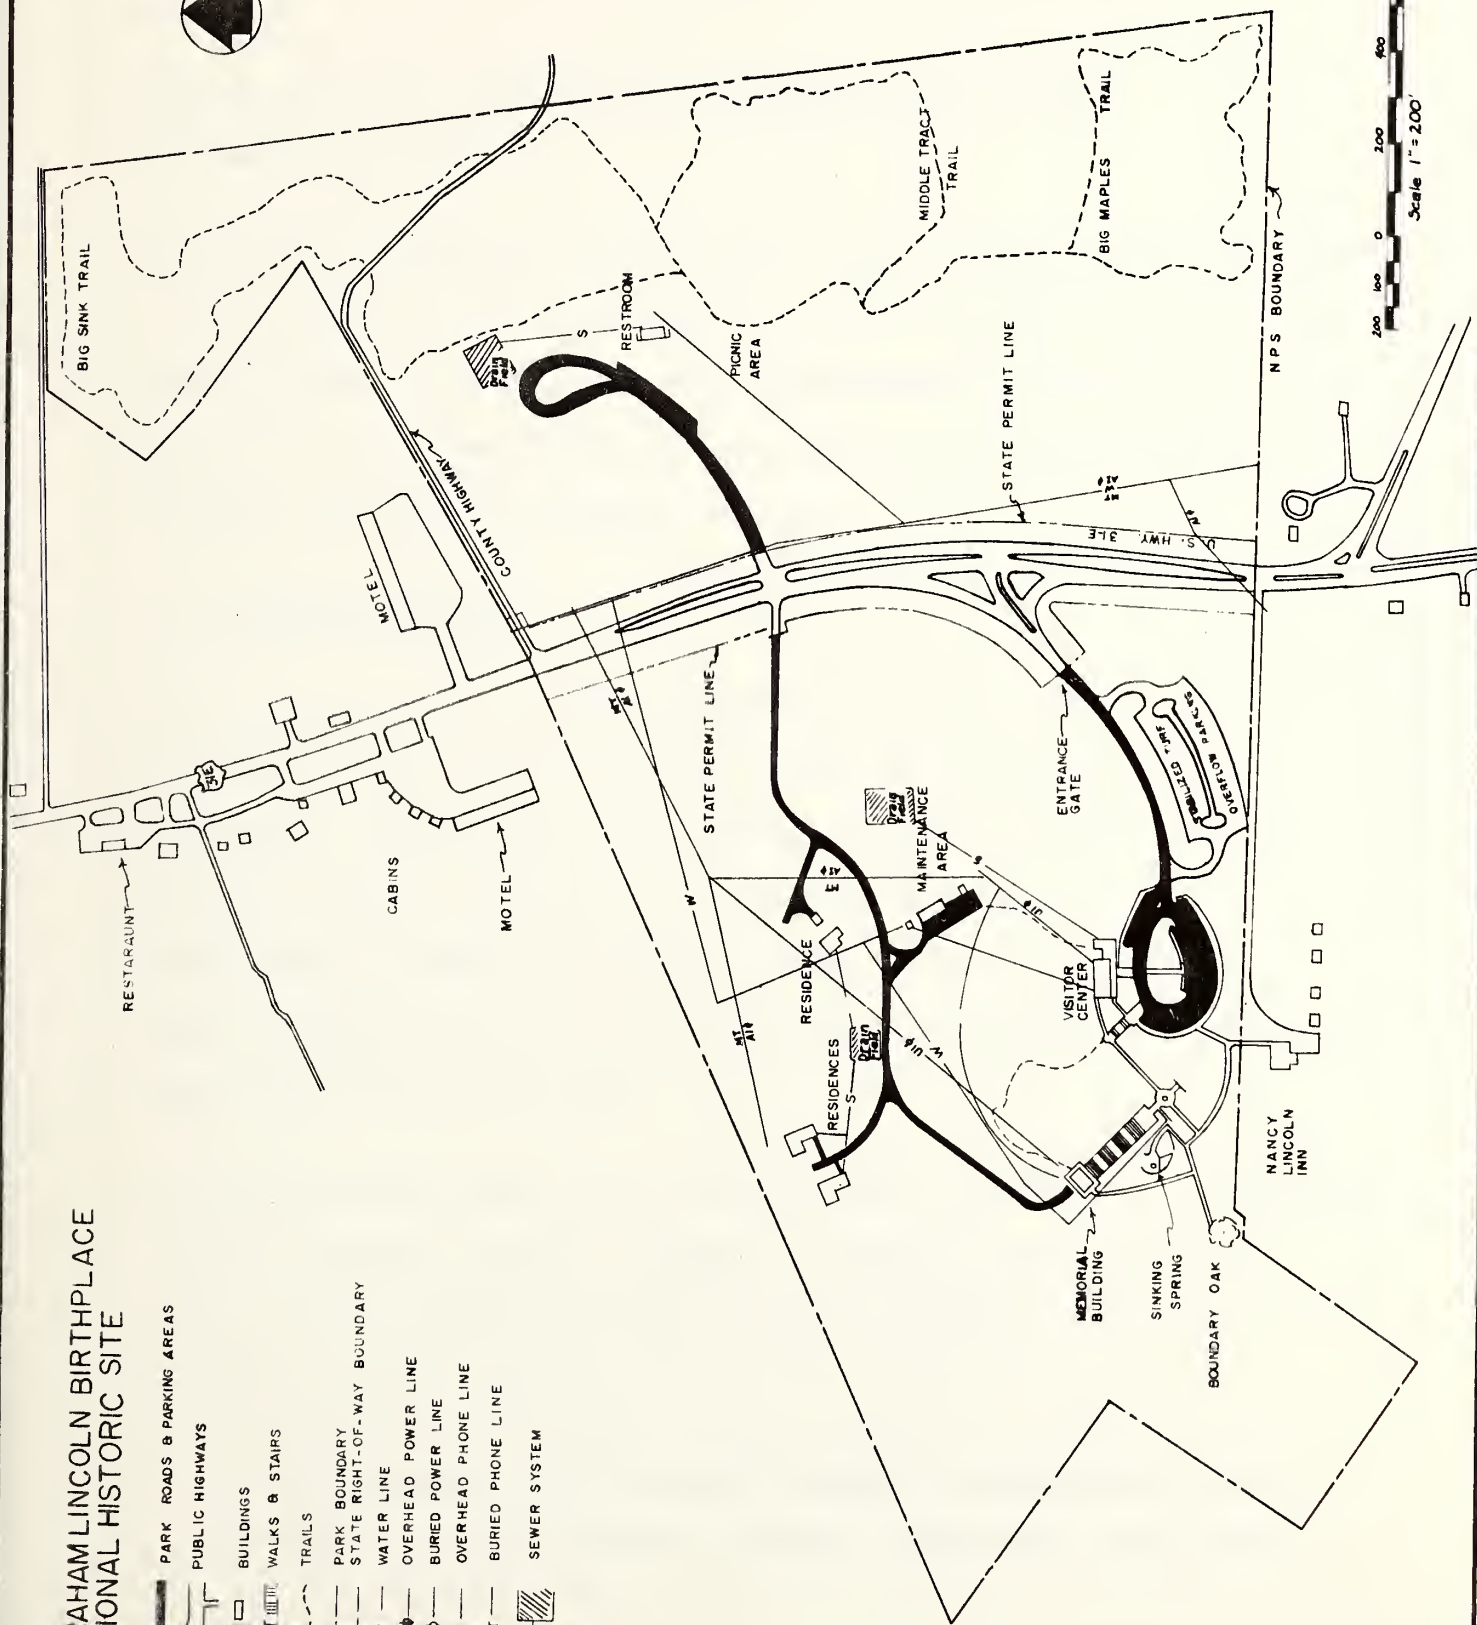 AHAM LINCOLN BIRTHPLACE
IONAL HISTORIC SITE
PARK ROADS & PARKING AREAS
PUBLIC HIGHWAYS
BUILDINGS
WALKS & STAIRS
TRAILS
PARK BOUNDARY
STATE RIGHT-OF-WAY BOUNDARY
WATER LINE
OVERHEAD POWER LINE
BURIED POWER LINE
OVERHEAD PHONE LINE
BURIED PHONE LINE
SEWER SYSTEM
RESTARAUNT
31E
CABINS
MOTEL
MOTEL
BIG SINK TRAIL
COUNTY HIGHWAY
Drain
Field
S
RESTROOM
PICNIC
AREA
MIDDLE TRACT
TRAIL
BIG MAPLES TRAIL
STATE PERMIT LINE
U.S. HWY. 31-E
NPS BOUNDARY
STATE PERMIT LINE
W
RESIDENCE
RESIDENCES
S
Drain
Field
Drain
Field
MAINTENANCE
AREA
S
W
ENTRANCE
GATE
STABILIZED TURF
OVERFLOW PARKING
VISITOR
CENTER
MEMORIAL
BUILDING
SINKING
SPRING
BOUNDARY OAK
NANCY
LINCOLN
INN
200 100 0 200 400
Scale 1" = 200'